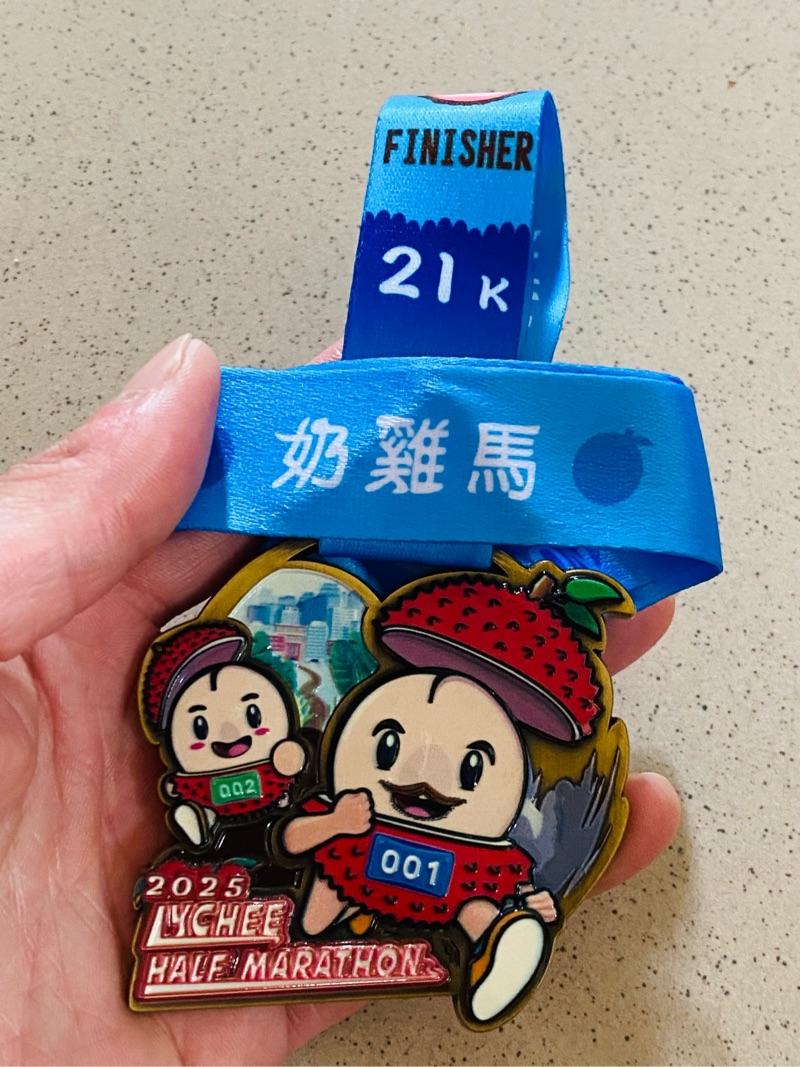 FINISHER
21K
奶雞馬
002
001
2025
LYCHEE
HALF MARATHON